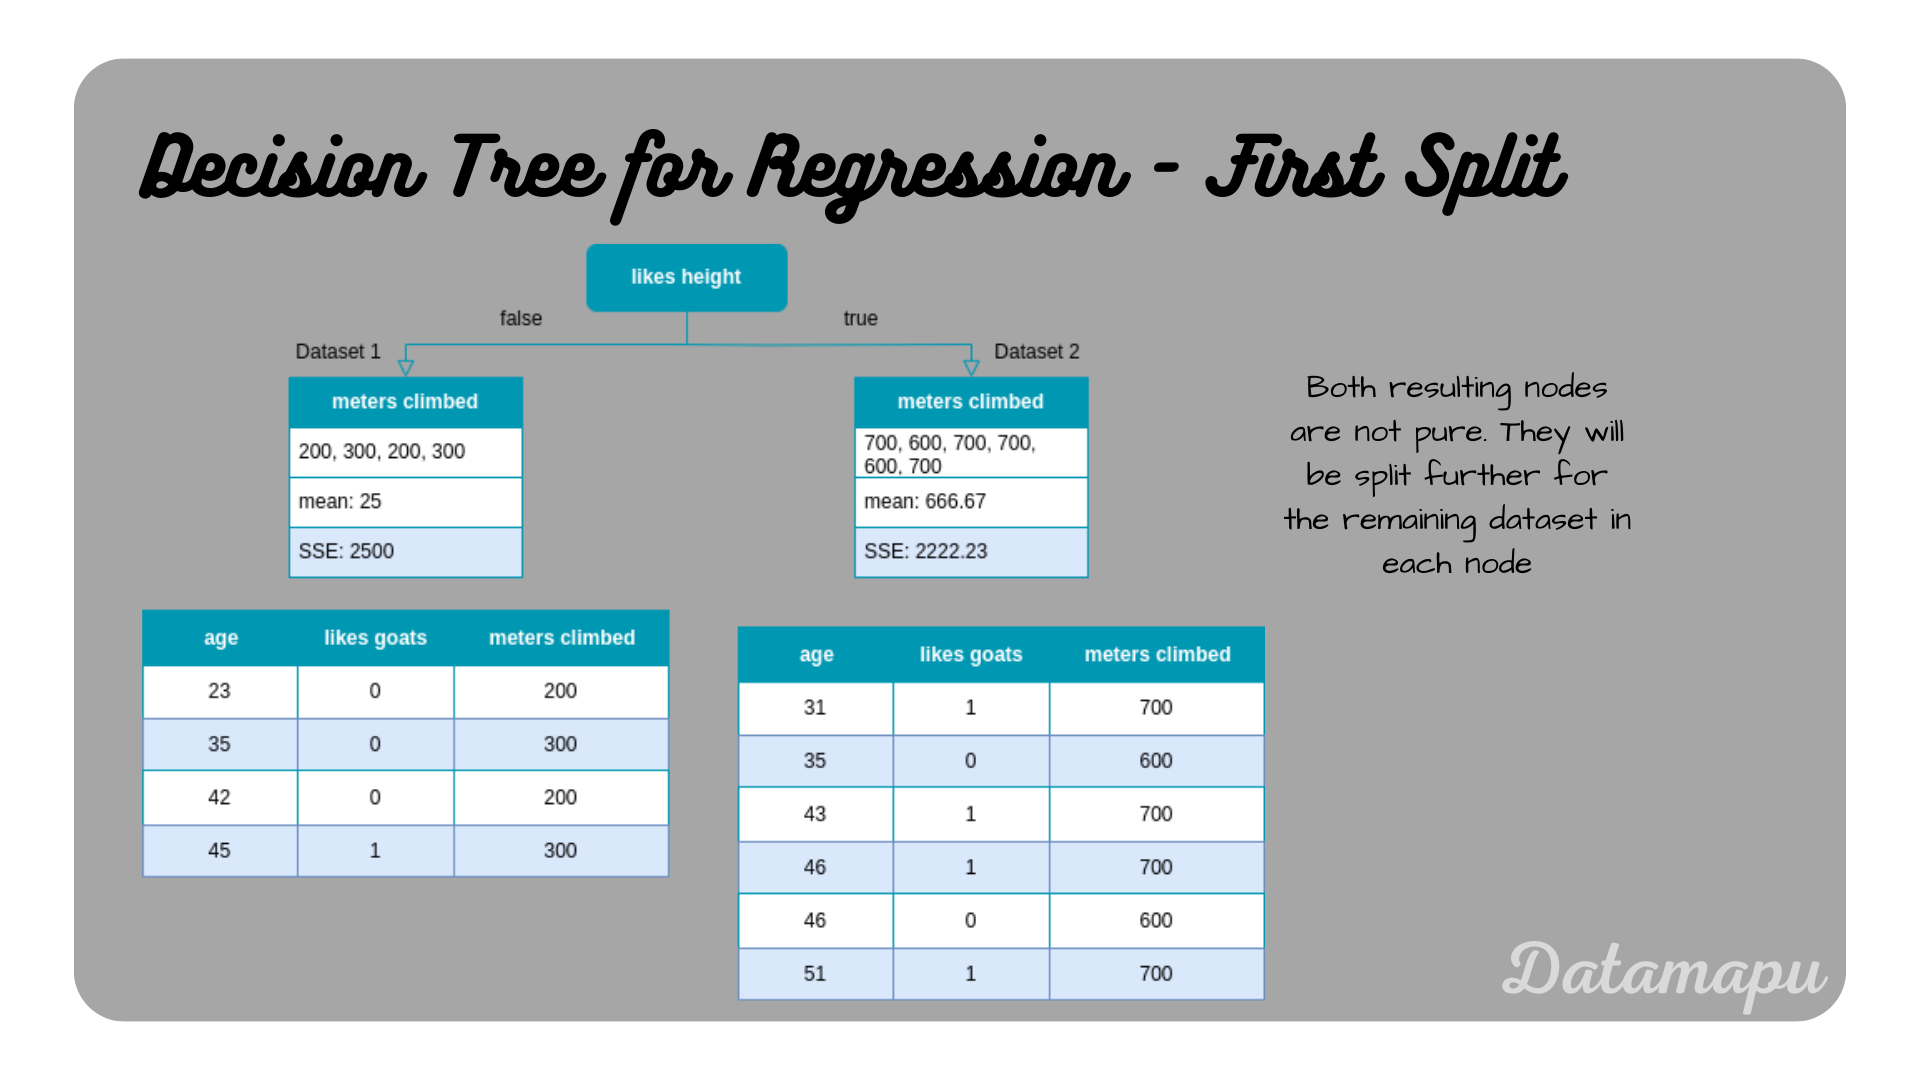 Decision Tree for Regression - First Split
likes height
false
true
Dataset 1
Dataset 2
meters climbed
200, 300, 200, 300
mean: 25
SSE: 2500
meters climbed
700, 600, 700, 700,
600, 700
mean: 666.67
SSE: 2222.23
Both resulting nodes
are not pure. They will
be split further for
the remaining dataset in
each node
age likes goats meters climbed
23 0 200
35 0 300
42 0 200
45 1 300
age likes goats meters climbed
31 1 700
35 0 600
43 1 700
46 1 700
46 0 600
51 1 700
Datamapu